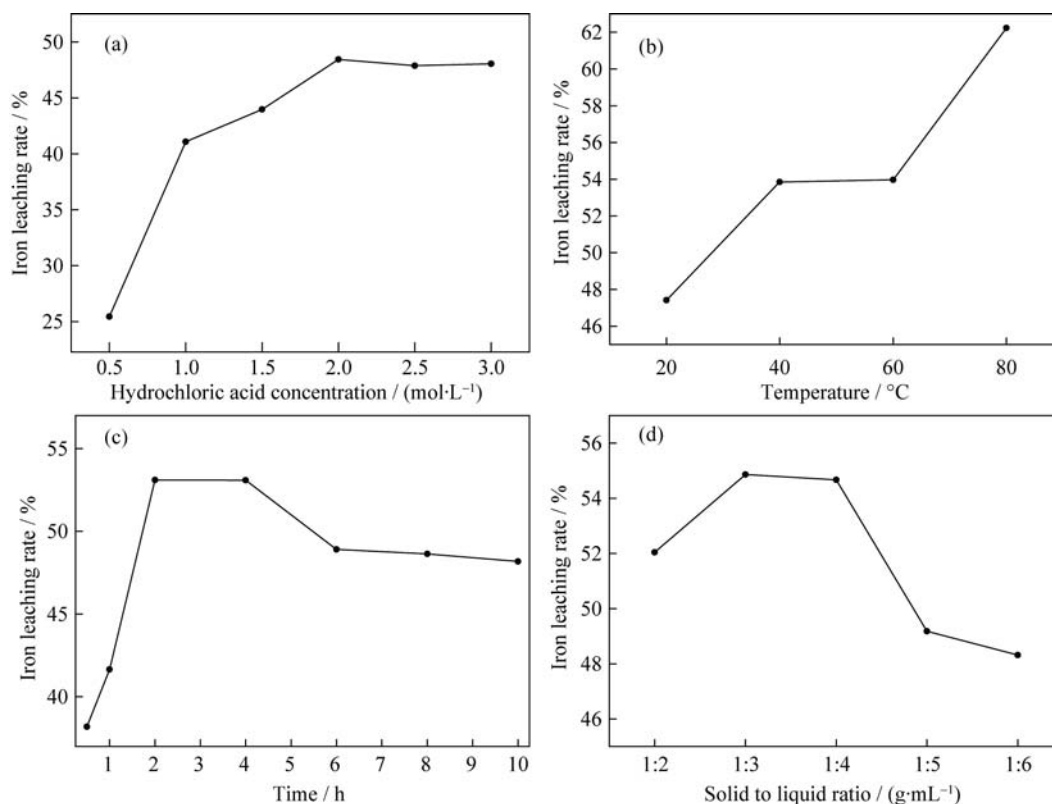 (a)
50
45
40
35
30
25
Iron leaching rate / %
0.5 1.0 1.5 2.0 2.5 3.0
Hydrochloric acid concentration / (mol·L⁻¹)
(b)
62
60
58
56
54
52
50
48
46
Iron leaching rate / %
20 40 60 80
Temperature / °C
(c)
55
50
45
40
Iron leaching rate / %
1 2 3 4 5 6 7 8 9 10
Time / h
(d)
56
54
52
50
48
46
Iron leaching rate / %
1:2 1:3 1:4 1:5 1:6
Solid to liquid ratio / (g·mL⁻¹)